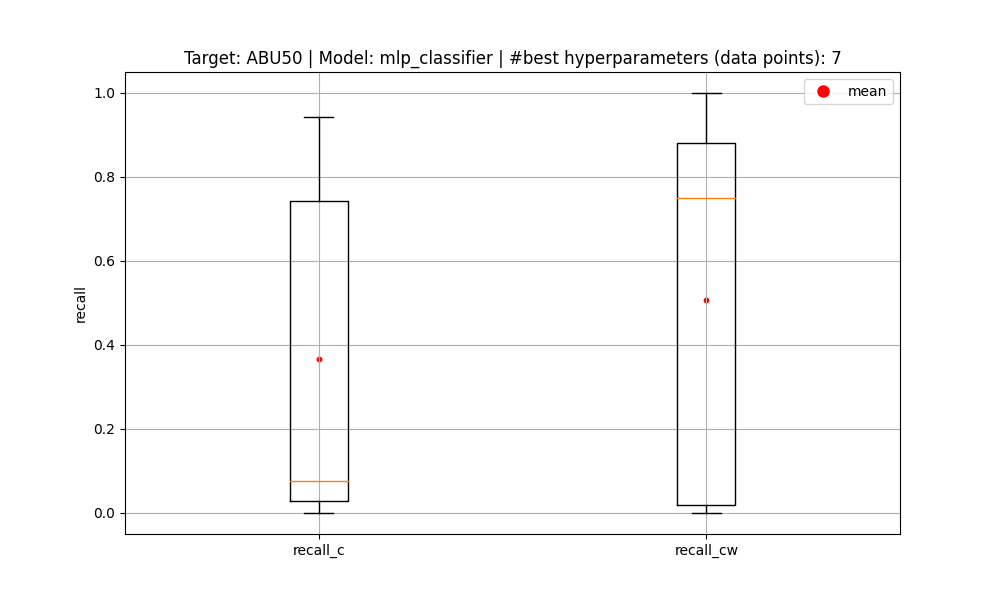 Target: ABU50 | Model: mlp_classifier | #best hyperparameters (data points): 7
mean
1.0
0.8
0.6
0.4
0.2
0.0
recall
recall_c
recall_cw